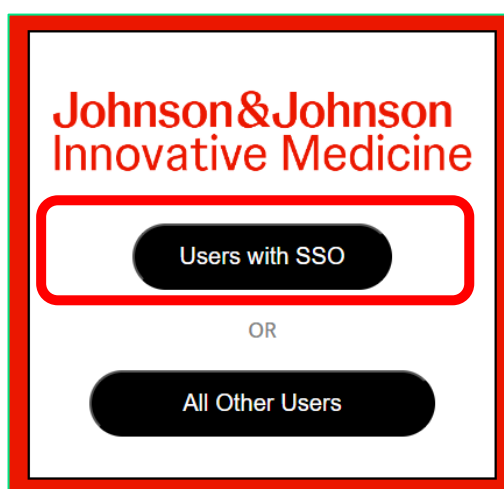 Johnson&Johnson
Innovative Medicine
Users with SSO
OR
All Other Users